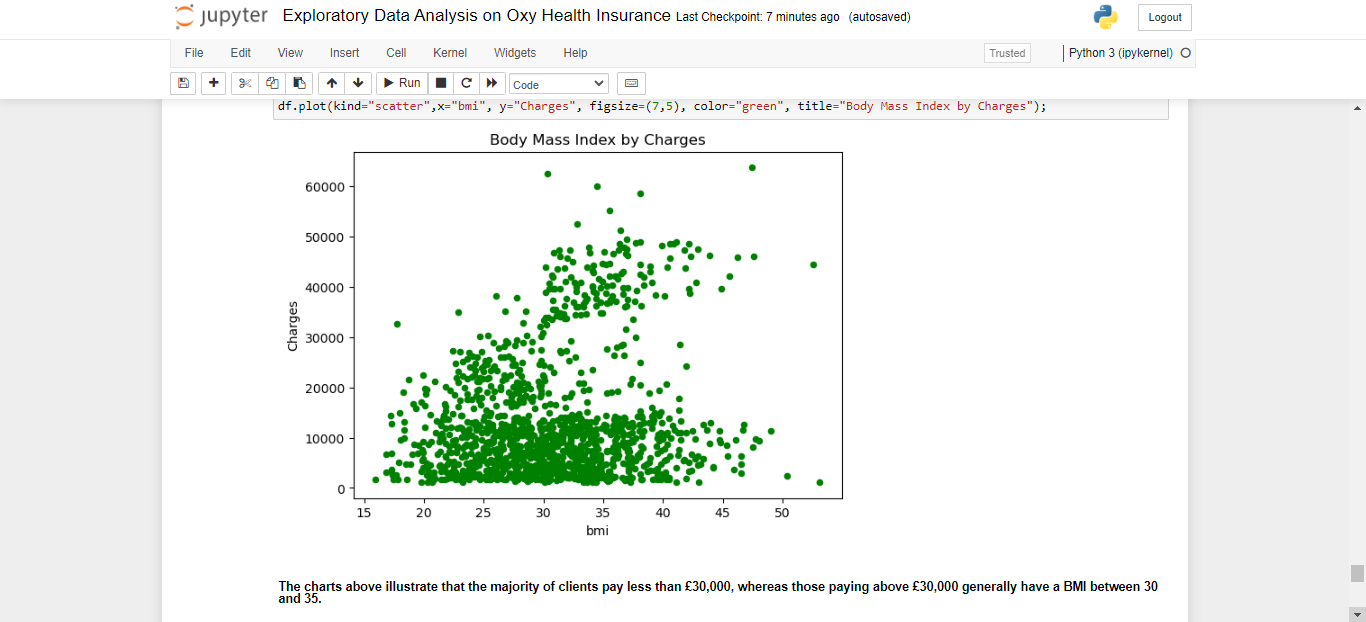 jupyter Exploratory Data Analysis on Oxy Health Insurance Last Checkpoint: 7 minutes ago (autosaved) Logout
File Edit View Insert Cell Kernel Widgets Help Trusted Python 3 (ipykernel)
Run Code
df.plot(kind="scatter",x="bmi", y="Charges", figsize=(7,5), color="green", title="Body Mass Index by Charges");
Body Mass Index by Charges
60000
50000
40000
30000
20000
10000
0
Charges
15 20 25 30 35 40 45 50
bmi
The charts above illustrate that the majority of clients pay less than £30,000, whereas those paying above £30,000 generally have a BMI between 30
and 35.